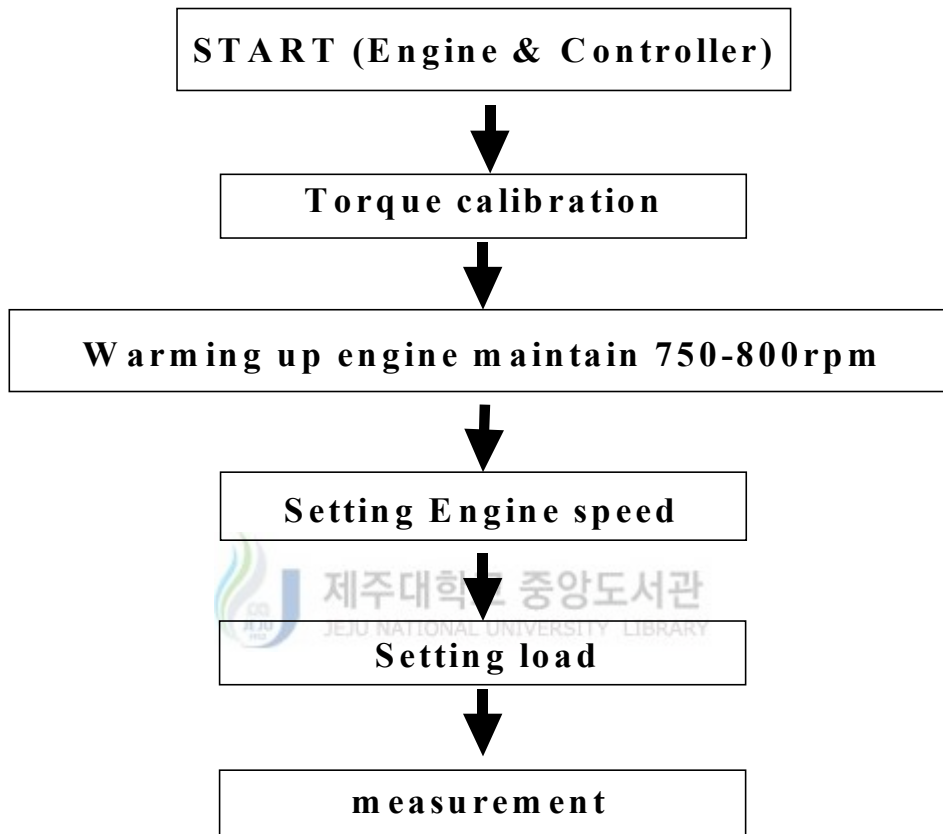 START (Engine & Controller)
Torque calibration
Warming up engine maintain 750-800rpm
Setting Engine speed
제주대학교 중앙도서관
JEJU NATIONAL UNIVERSITY LIBRARY
Setting load
measurement